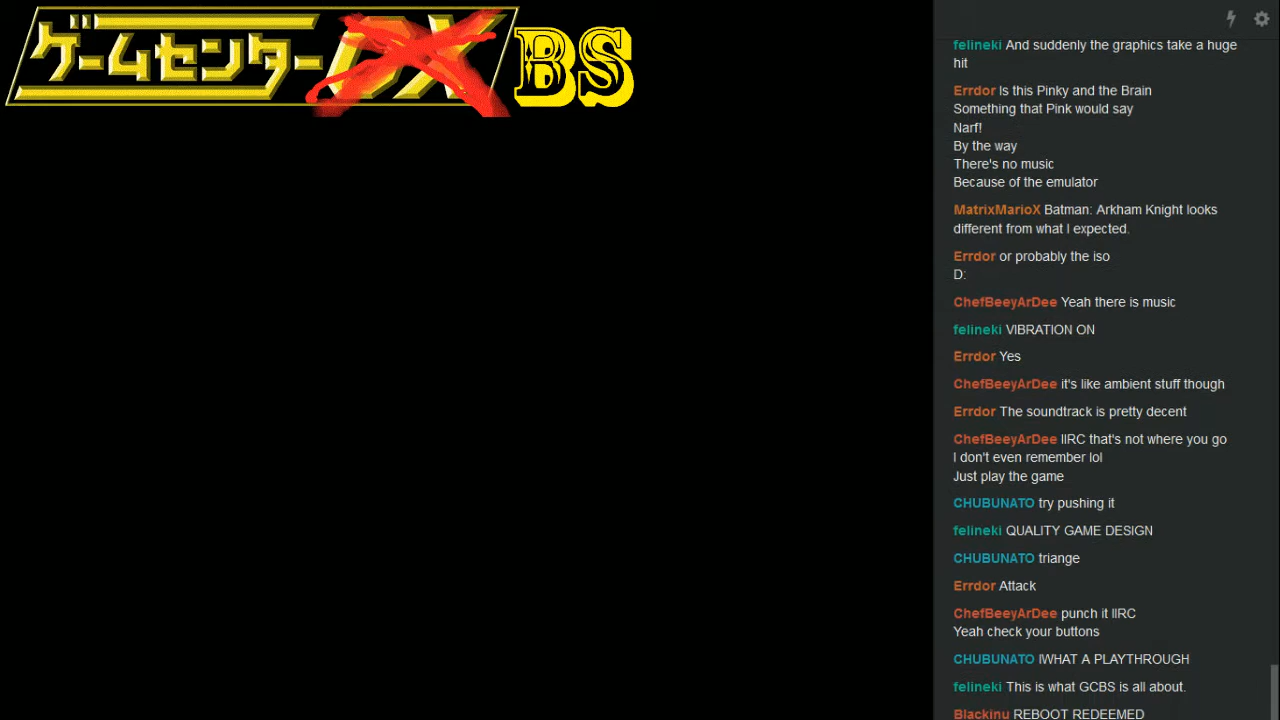 ゲームセンターCX BS
felineki And suddenly the graphics take a huge
hit
Errdor Is this Pinky and the Brain
Something that Pink would say
Narf!
By the way
There's no music
Because of the emulator
MatrixMarioX Batman: Arkham Knight looks
different from what I expected.
Errdor or probably the iso
D:
ChefBeeyArDee Yeah there is music
felineki VIBRATION ON
Errdor Yes
ChefBeeyArDee it's like ambient stuff though
Errdor The soundtrack is pretty decent
ChefBeeyArDee IIRC that's not where you go
I don't even remember lol
Just play the game
CHUBUNATO try pushing it
felineki QUALITY GAME DESIGN
CHUBUNATO triange
Errdor Attack
ChefBeeyArDee punch it IIRC
Yeah check your buttons
CHUBUNATO IWHAT A PLAYTHROUGH
felineki This is what GCBS is all about.
Blackinu REBOOT REDEEMED